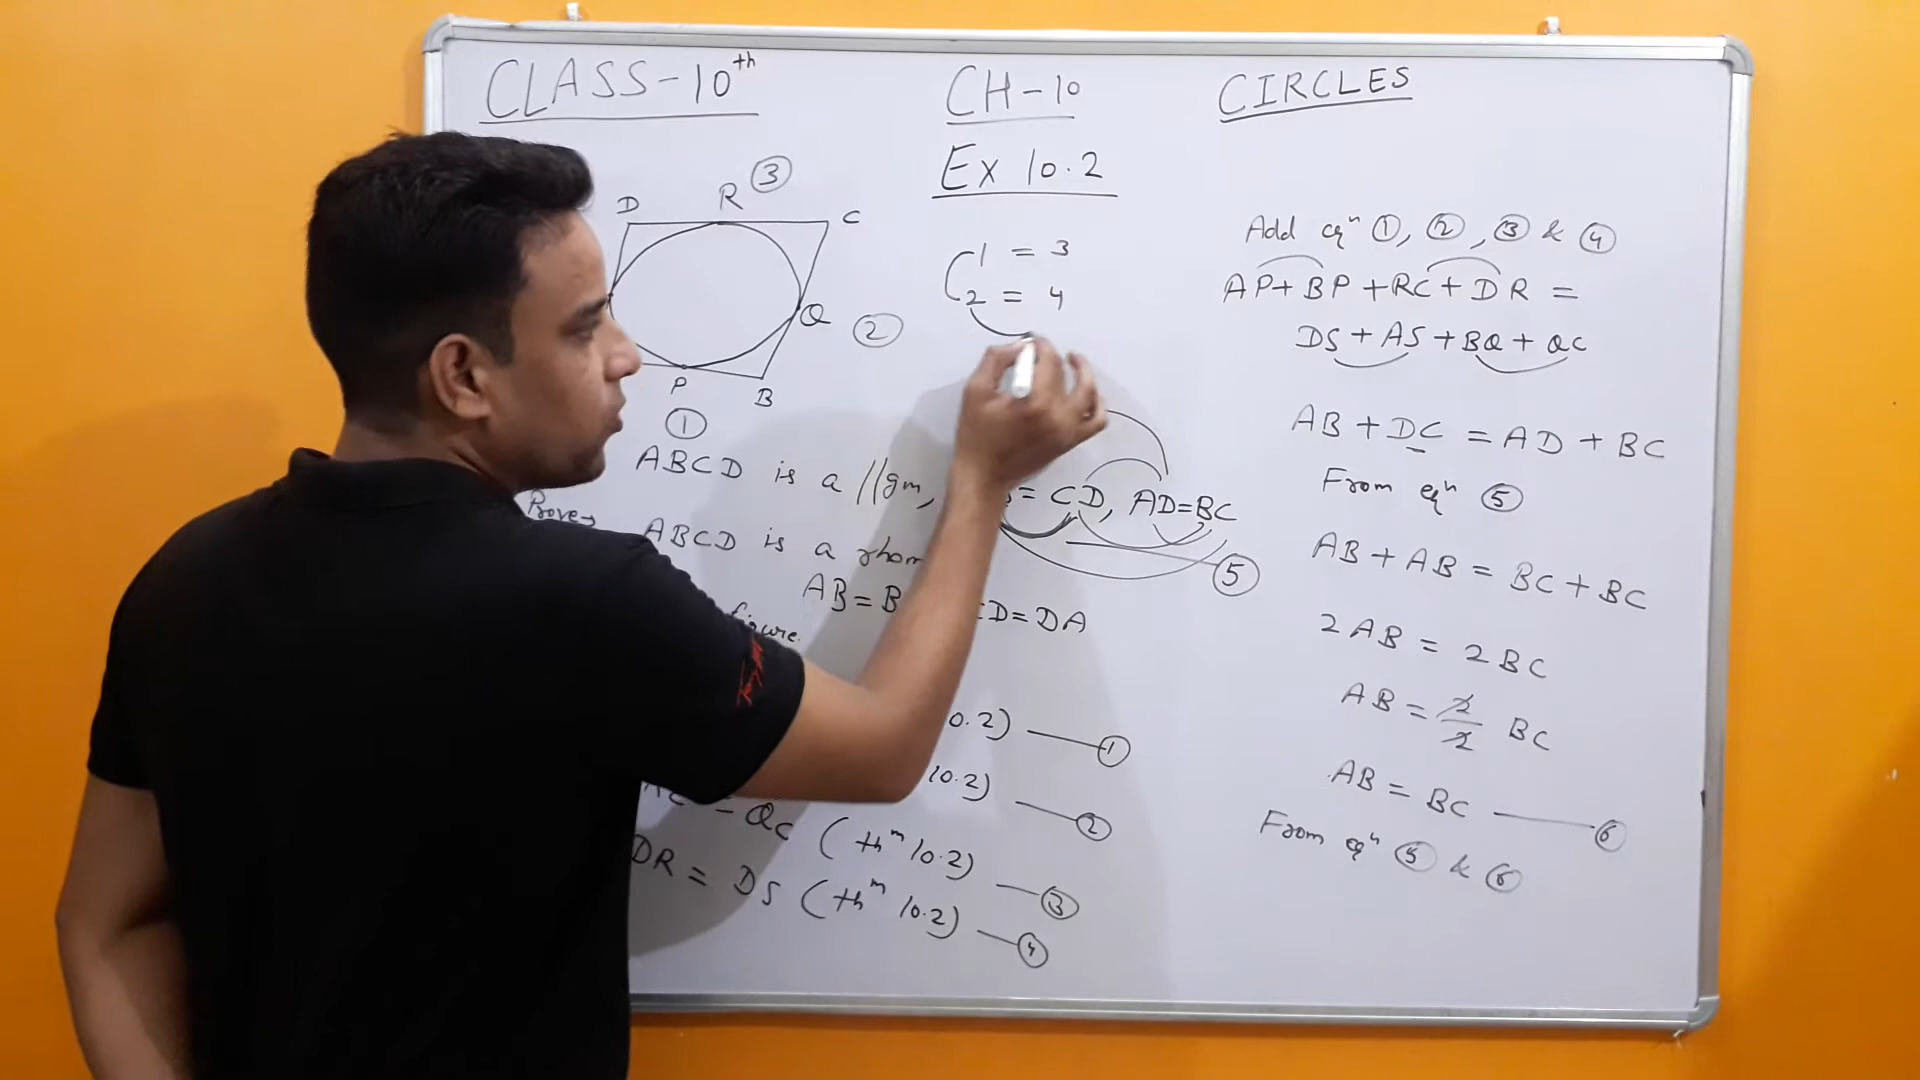 CLASS-10th
CH-10
CIRCLES
Ex 10.2
D R ③ C
Q ②
P B
①
ABCD is a //gm, = CD, AD=BC
⑤
Prove→ ABCD is a
AB = CD=DA
figure.
10.2) —— ①
10.2) —— ②
= QC (thm 10.2) —— ③
DR = DS (thm 10.2) —— ④
1 = 3
2 = 4
Add eqn ①, ②, ③ & ④
AP+BP+RC+DR =
DS+AS+BQ+QC
AB+DC = AD+BC
From eqn ⑤
AB+AB = BC+BC
2AB = 2BC
AB = 2/2 BC
AB = BC —— ⑥
From eqn ⑤ & ⑥